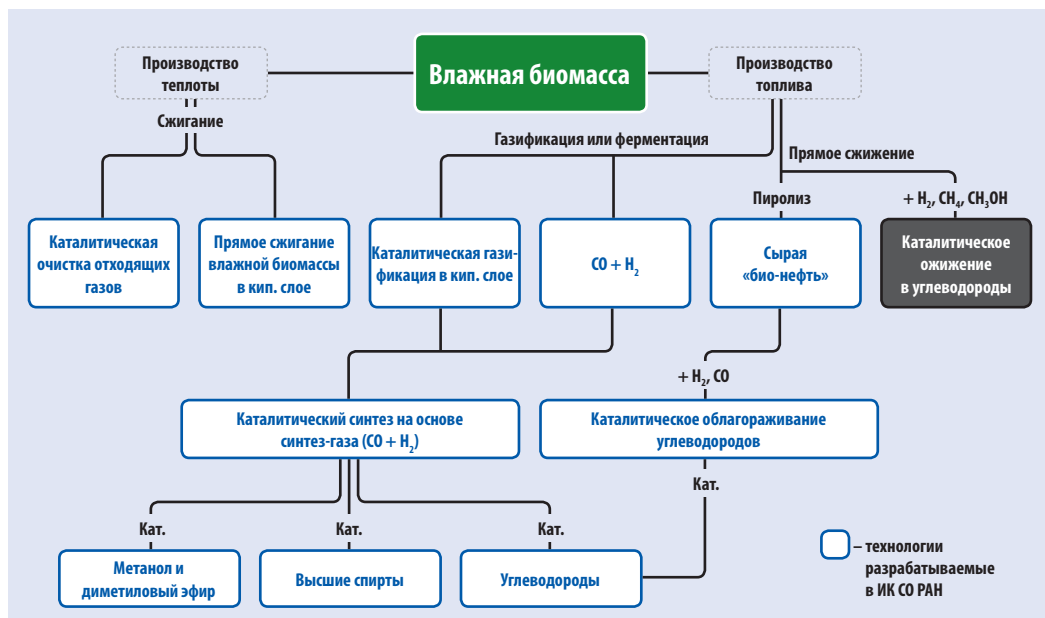 Влажная биомасса
Производство
теплоты
Производство
топлива
Сжигание
Газификация или ферментация
Прямое сжижение
Пиролиз
+ H₂, CH₄, CH₃OH
Каталитическая
очистка отходящих
газов
Прямое сжигание
влажной биомассы
в кип. слое
Каталитическая гази-
фикация в кип. слое
CO + H₂
Сырая
«био-нефть»
Каталитическое
ожижение
в углеводороды
+ H₂, CO
Каталитический синтез на основе
синтез-газа (CO + H₂)
Каталитическое облагораживание
углеводородов
Кат.
Кат.
Кат.
Кат.
Метанол и
диметиловый эфир
Высшие спирты
Углеводороды
– технологии
разрабатываемые
в ИК СО РАН